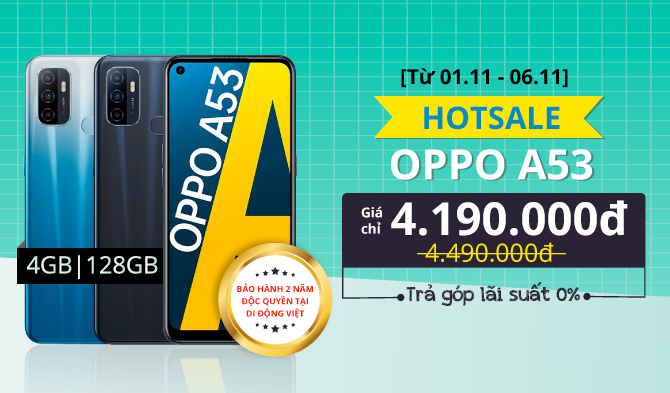 [Từ 01.11 - 06.11]
HOTSALE
OPPO A53
Giá chỉ 4.190.000đ
4.490.000đ
Trả góp lãi suất 0%
OPPO A53
4GB|128GB
BẢO HÀNH 2 NĂM
ĐỘC QUYỀN TẠI
DI ĐỘNG VIỆT